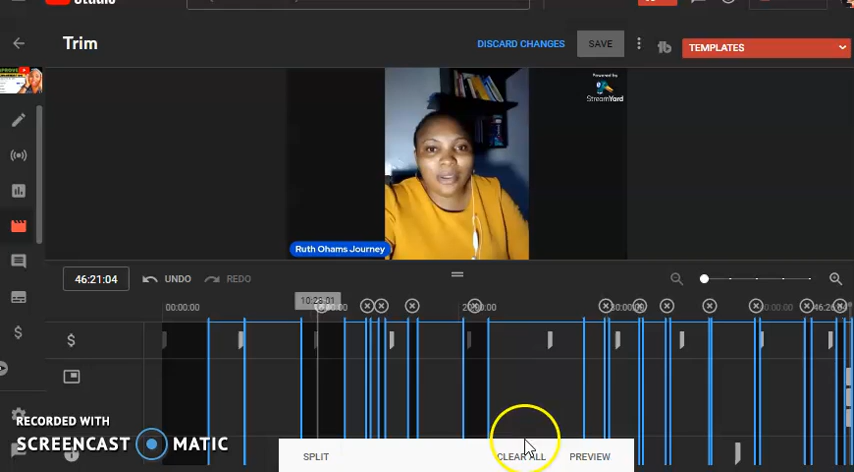 Studio
Trim
DISCARD CHANGES
SAVE
TEMPLATES
Powered by
StreamYard
Ruth Ohams Journey
46:21:04
UNDO
REDO
00:00:00
10:28:01
$
$
RECORDED WITH
SCREENCAST MATIC
SPLIT
CLEAR ALL
PREVIEW